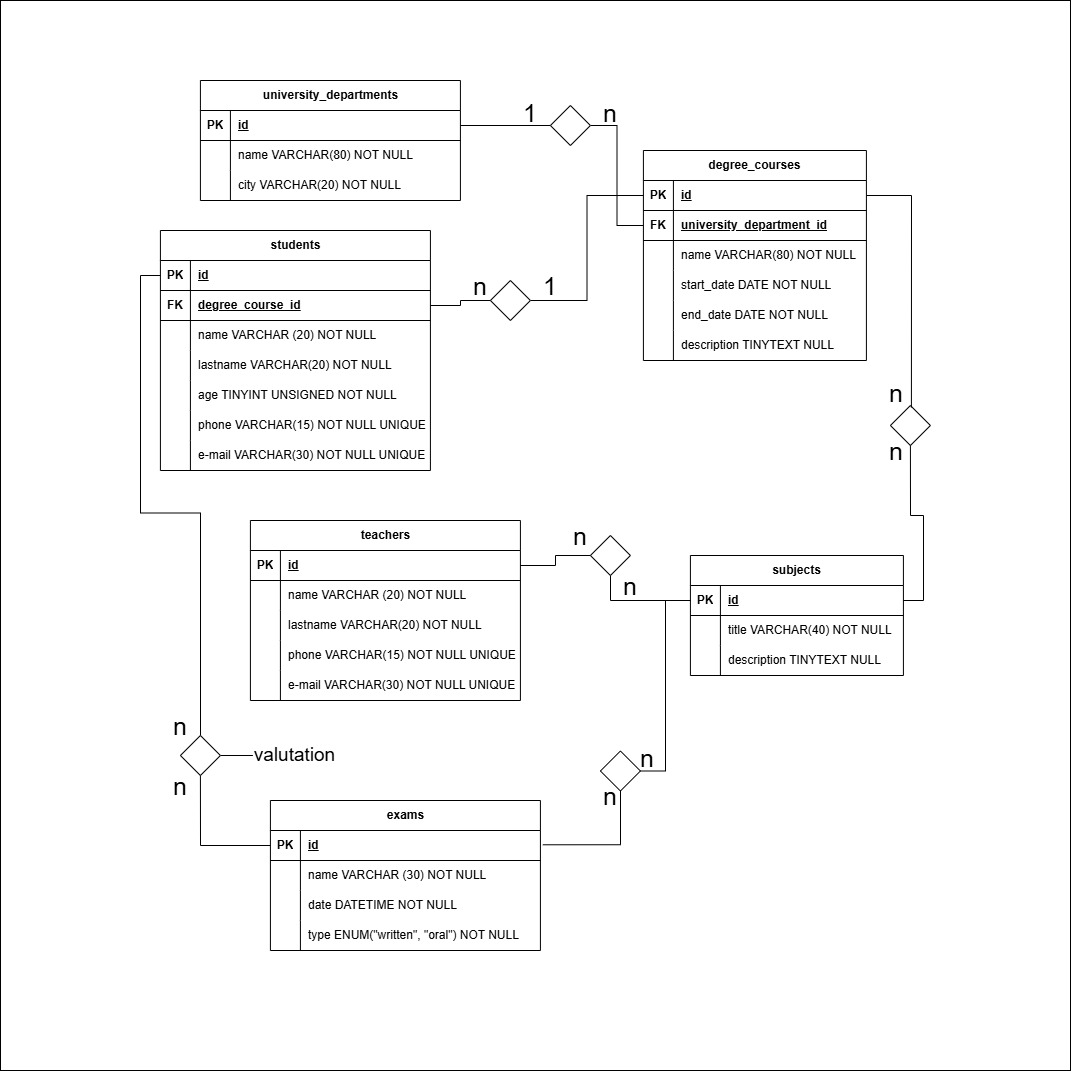 university_departments
PK id
name VARCHAR(80) NOT NULL
city VARCHAR(20) NOT NULL
1
n
degree_courses
PK id
FK university_department_id
name VARCHAR(80) NOT NULL
start_date DATE NOT NULL
end_date DATE NOT NULL
description TINYTEXT NULL
students
PK id
FK degree_course_id
name VARCHAR (20) NOT NULL
lastname VARCHAR(20) NOT NULL
age TINYINT UNSIGNED NOT NULL
phone VARCHAR(15) NOT NULL UNIQUE
e-mail VARCHAR(30) NOT NULL UNIQUE
n
1
n
n
teachers
PK id
name VARCHAR (20) NOT NULL
lastname VARCHAR(20) NOT NULL
phone VARCHAR(15) NOT NULL UNIQUE
e-mail VARCHAR(30) NOT NULL UNIQUE
n
n
subjects
PK id
title VARCHAR(40) NOT NULL
description TINYTEXT NULL
n
valutation
n
n
n
exams
PK id
name VARCHAR (30) NOT NULL
date DATETIME NOT NULL
type ENUM("written", "oral") NOT NULL